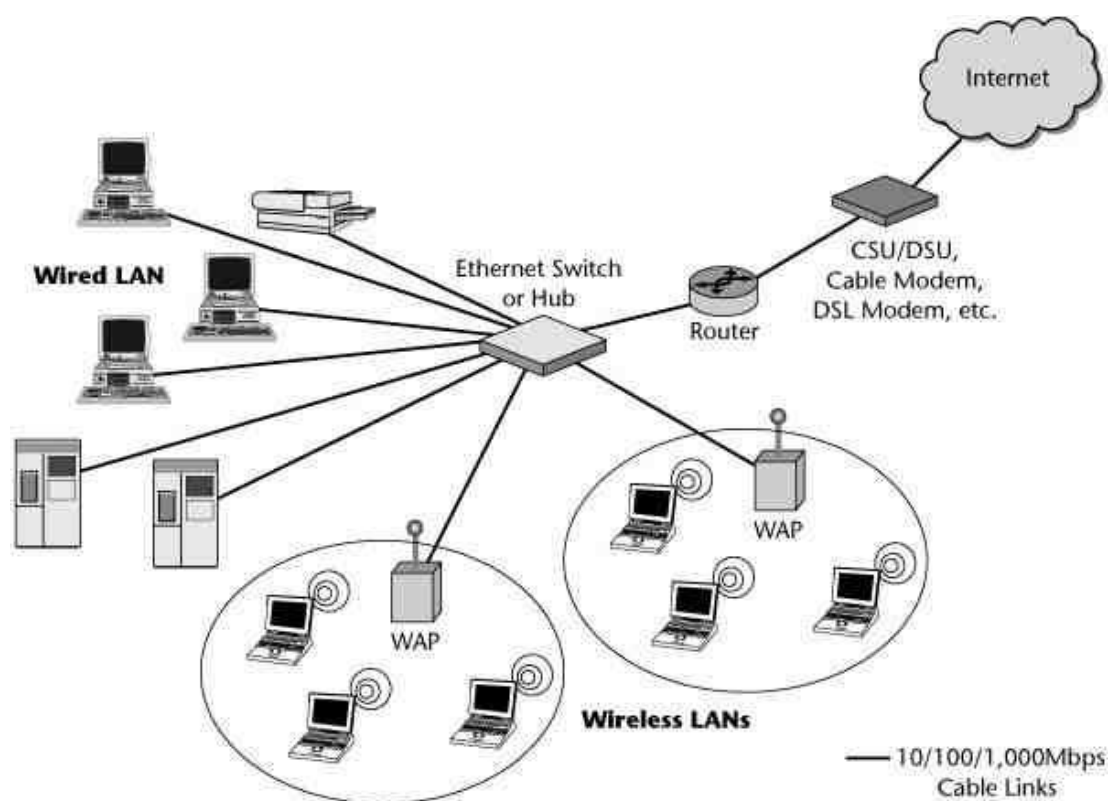 Internet
CSU/DSU,
Cable Modem,
DSL Modem, etc.
Wired LAN
Ethernet Switch
or Hub
Router
WAP
WAP
Wireless LANs
10/100/1,000Mbps
Cable Links